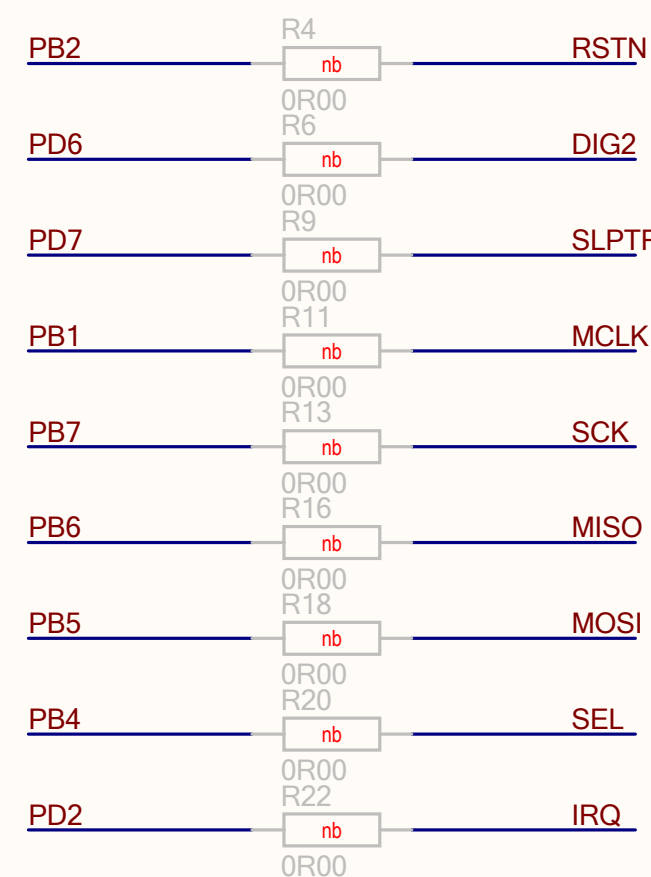 R4
PB2 nb RSTN
0R00
R6
PD6 nb DIG2
0R00
R9
PD7 nb
0R00
R11
PB1 nb MCLK
0R00
R13
PB7 nb SCK
0R00
R16
PB6 nb MISO
0R00
R18
PB5 nb MOSI
0R00
R20
PB4 nb SEL
0R00
R22
PD2 nb IRQ
0R00